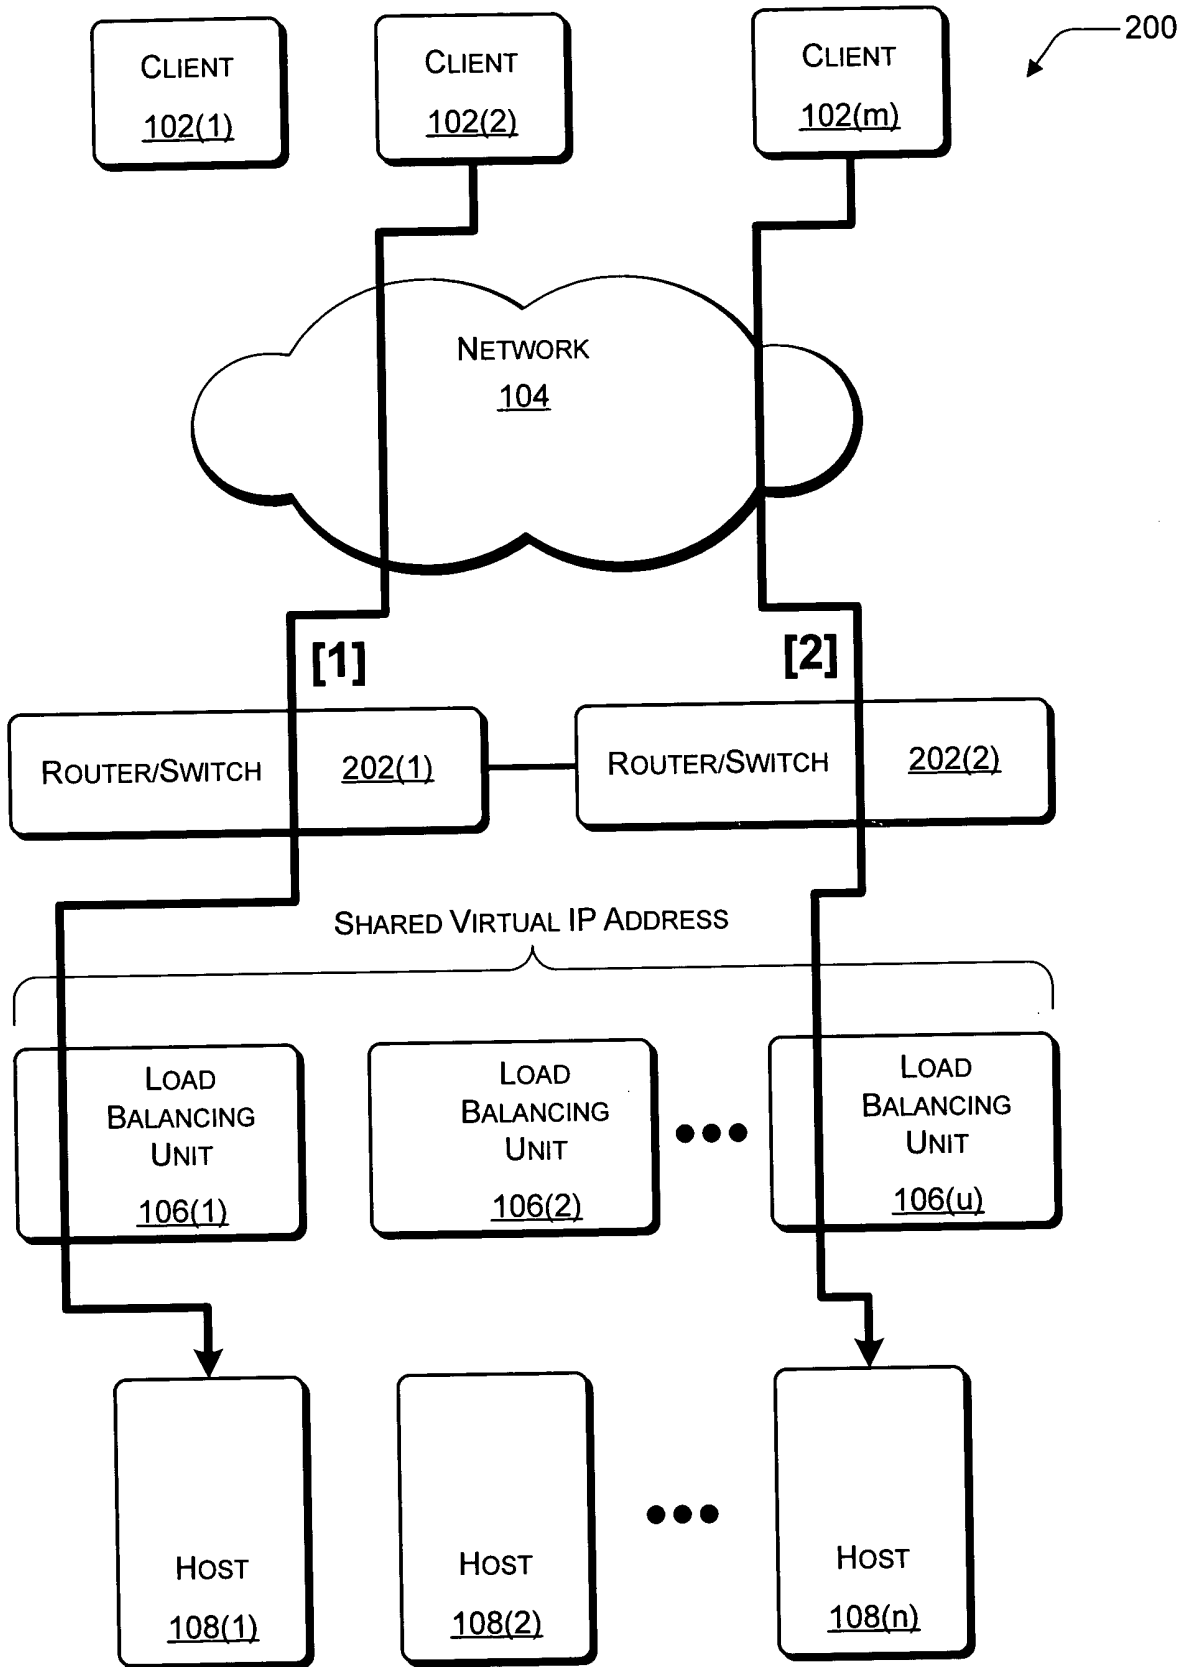 200
CLIENT
102(1)
CLIENT
102(2)
CLIENT
102(m)
NETWORK
104
[1]
[2]
ROUTER/SWITCH 202(1)
ROUTER/SWITCH 202(2)
SHARED VIRTUAL IP ADDRESS
LOAD
BALANCING
UNIT
106(1)
LOAD
BALANCING
UNIT
106(2)
LOAD
BALANCING
UNIT
106(u)
HOST
108(1)
HOST
108(2)
HOST
108(n)